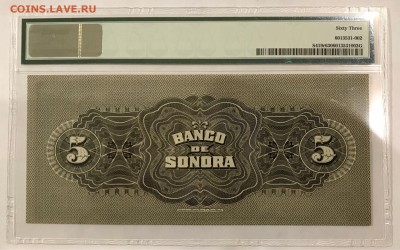 COINS.LAVE.RU
Sixty Three
BANCO
DE
SONORA
5
5